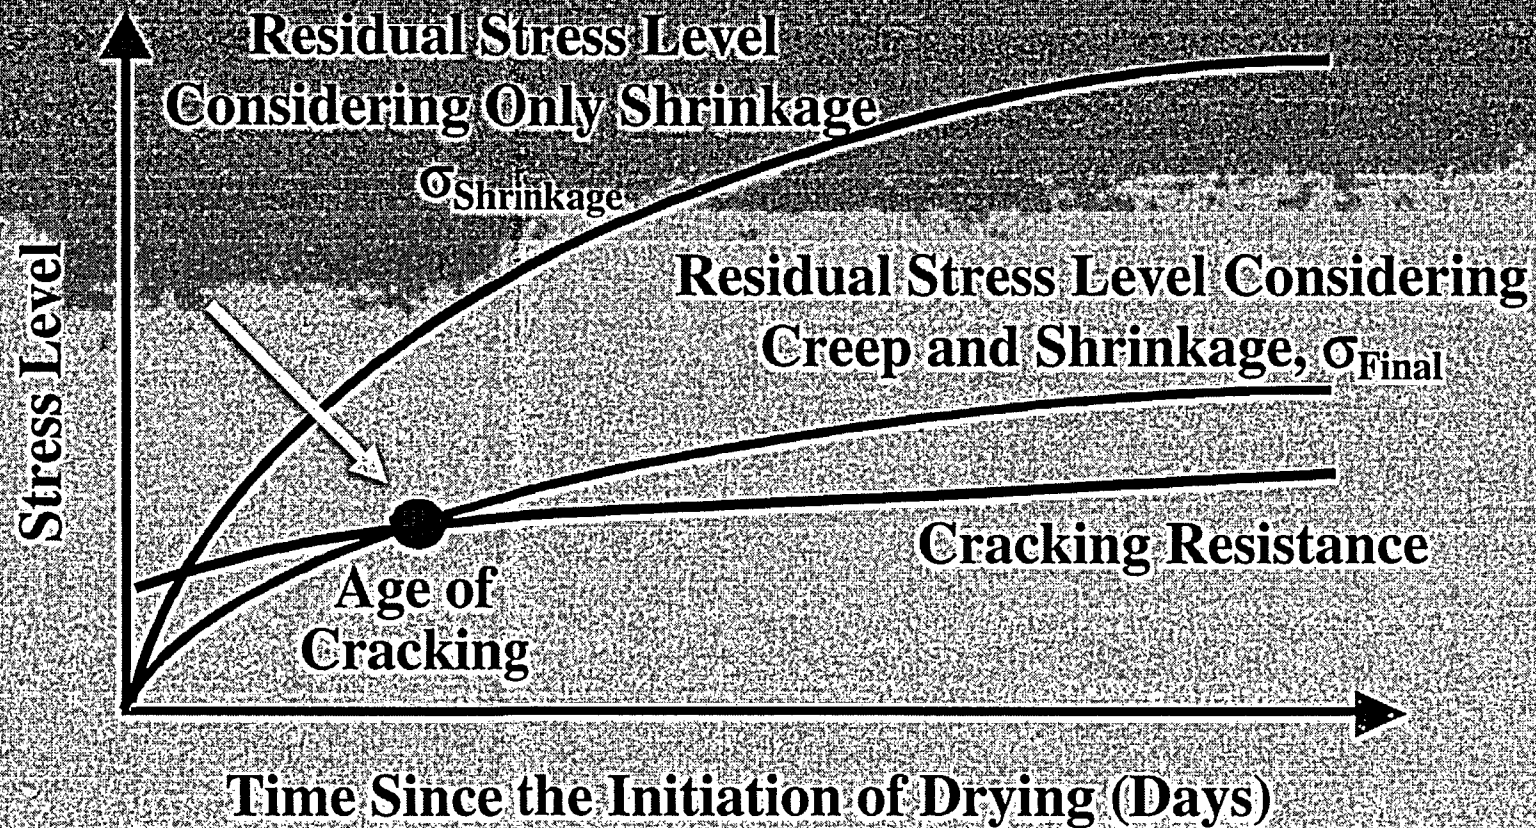 Residual Stress Level
Considering Only Shrinkage
σShrinkage
Residual Stress Level Considering
Creep and Shrinkage, σFinal
Cracking Resistance
Age of
Cracking
Stress Level
Time Since the Initiation of Drying (Days)